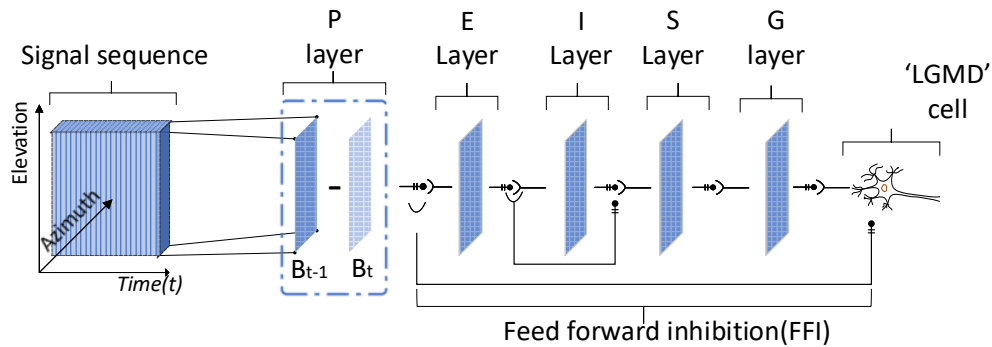 Signal sequence
P
layer
E
Layer
I
Layer
S
Layer
G
layer
‘LGMD’
cell
Elevation
Azimuth
Time(t)
Bt-1
-
Bt
Feed forward inhibition(FFI)